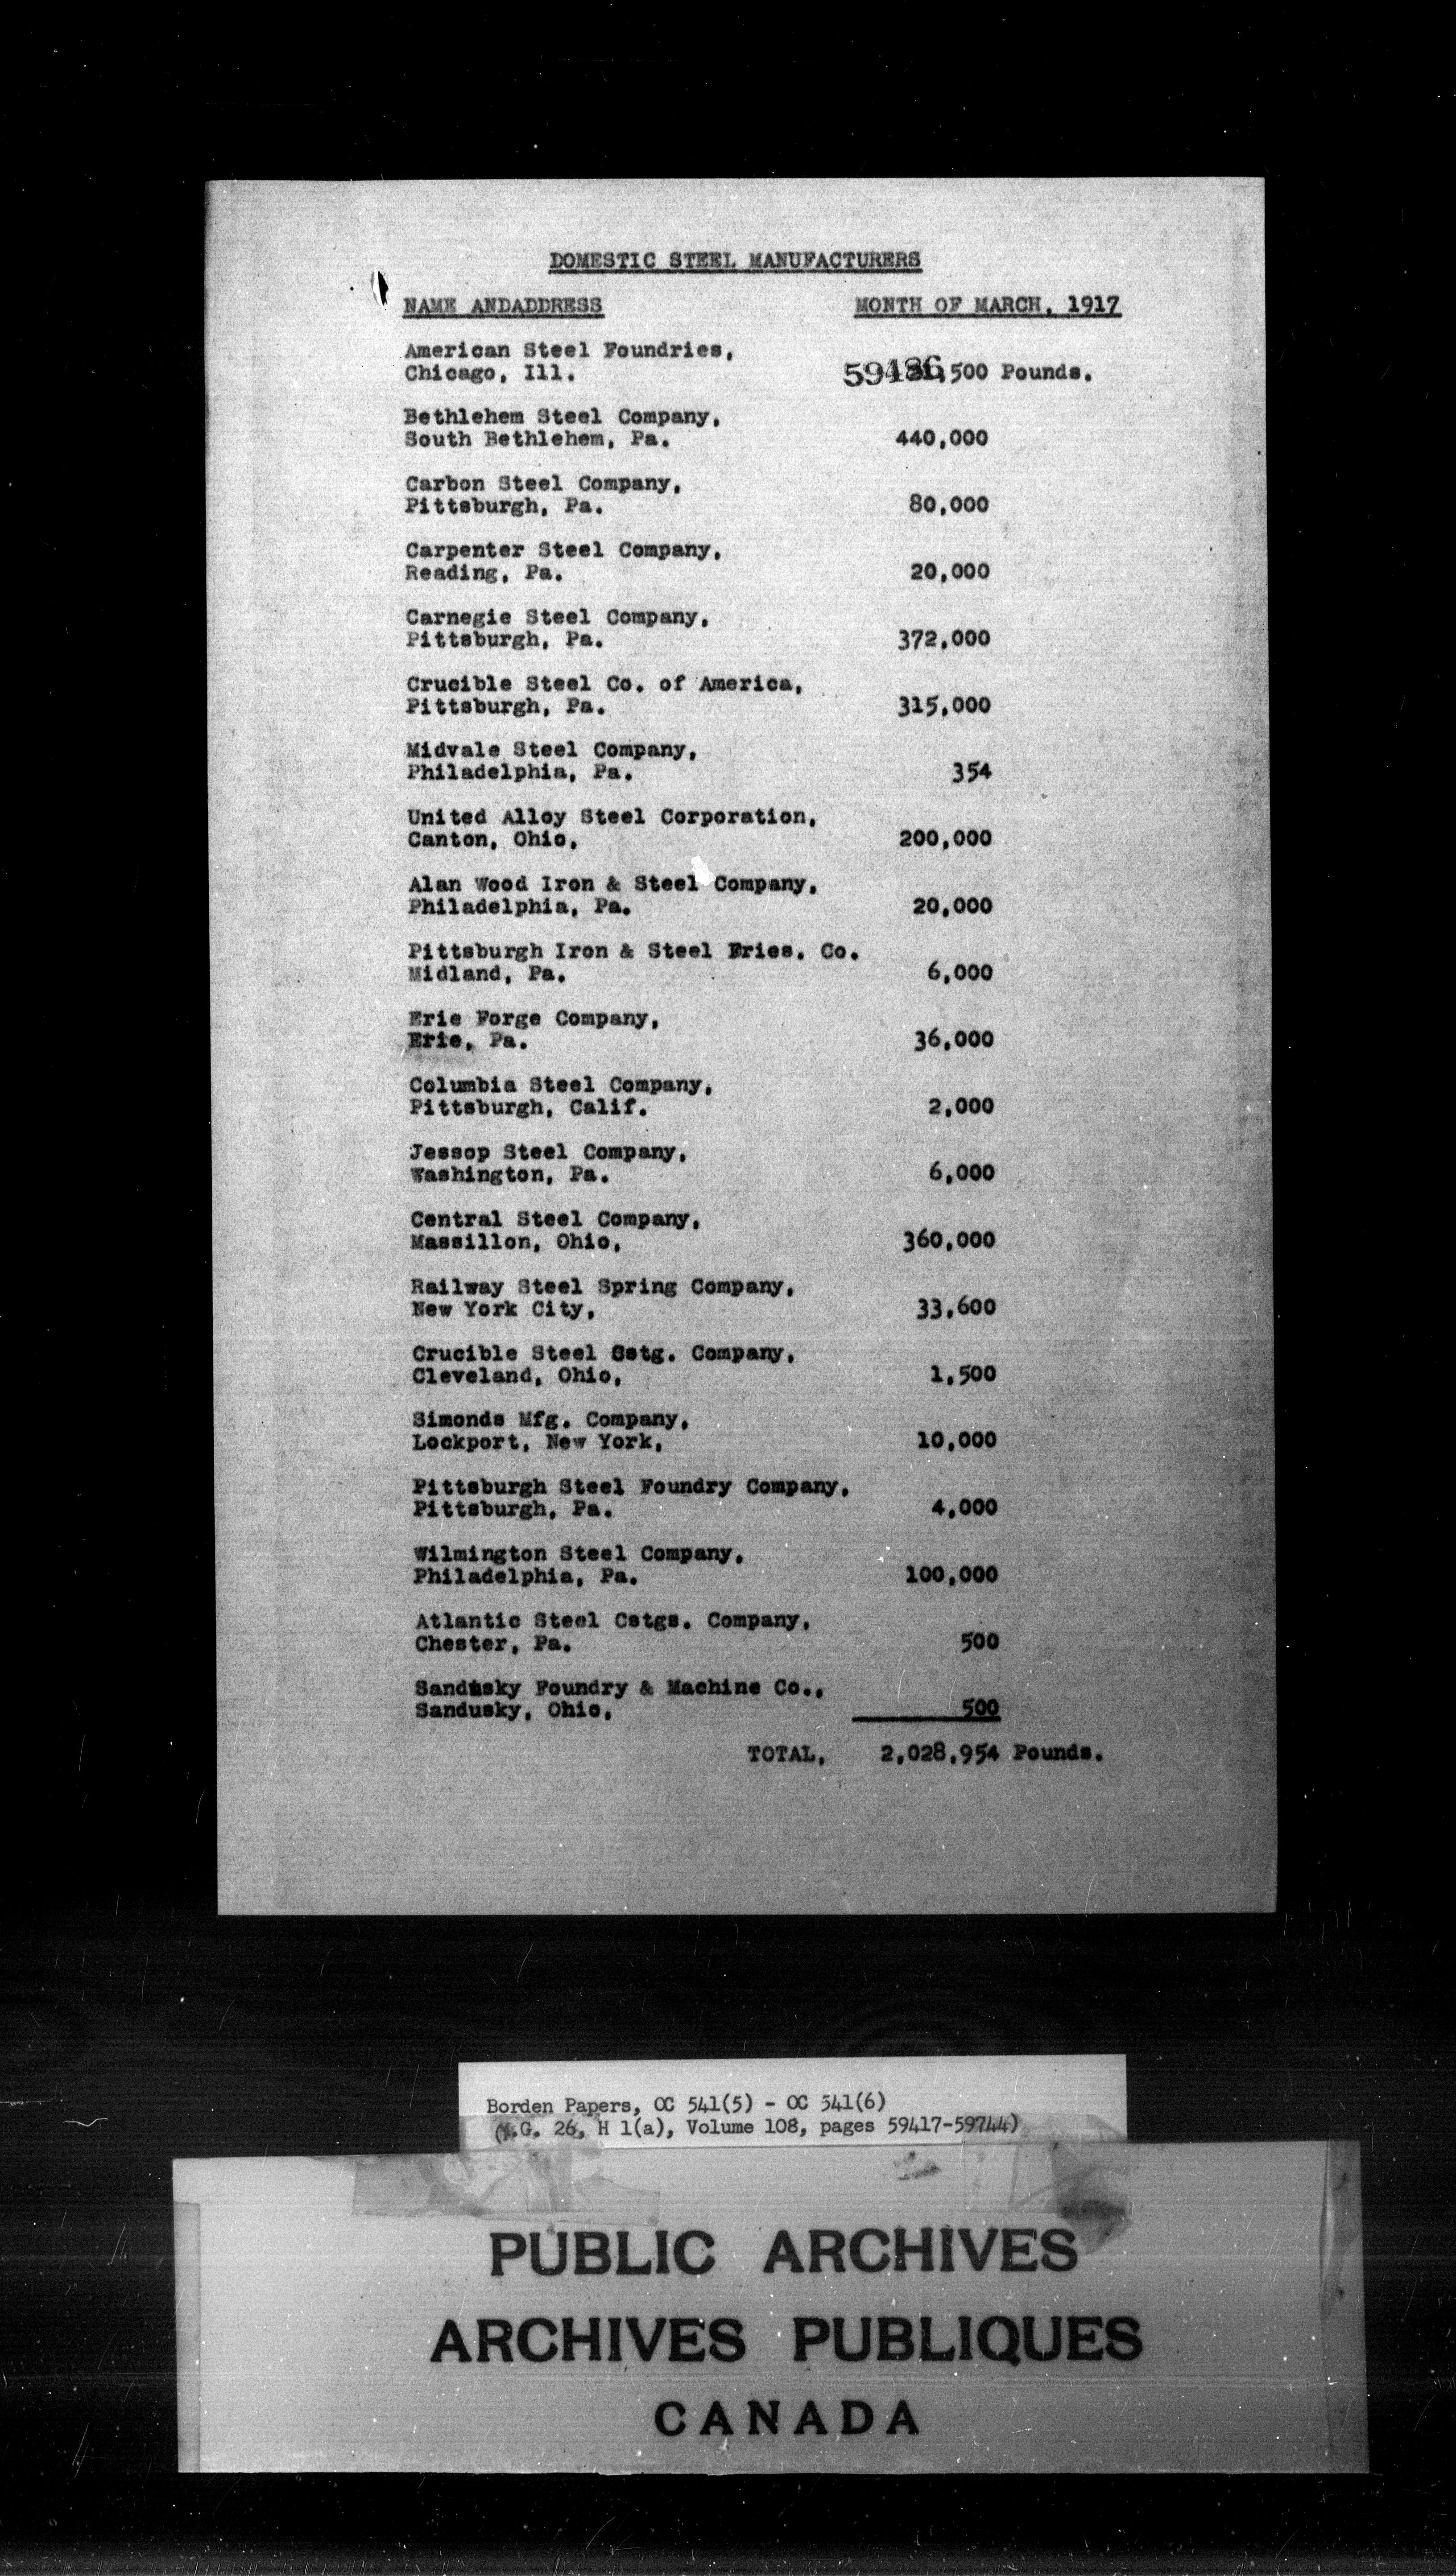 DOMESTIC STEEL MANUFACTURERS
NAME ANDADDRESS MONTH OF MARCH, 1917
American Steel Foundries,
Chicago, Ill. ,500 Pounds.
Bethlehem Steel Company,
South Bethlehem, Pa. 440,000
Carbon Steel Company,
Pittsburgh, Pa. 80,000
Carpenter Steel Company,
Reading, Pa. 20,000
Carnegie Steel Company,
Pittsburgh, Pa. 372,000
Crucible Steel Co. of America,
Pittsburgh, Pa. 315,000
Midvale Steel Company,
Philadelphia, Pa. 354
United Alloy Steel Corporation,
Canton, Ohio, 200,000
Alan Wood Iron & Steel Company,
Philadelphia, Pa. 20,000
Pittsburgh Iron & Steel Fries. Co.
Midland, Pa. 6,000
Erie Forge Company,
Erie, Pa. 36,000
Columbia Steel Company,
Pittsburgh, Calif. 2,000
Jessop Steel Company,
Washington, Pa. 6,000
Central Steel Company,
Massillon, Ohio, 360,000
Railway Steel Spring Company,
New York City, 33,600
Crucible Steel Cstg. Company,
Cleveland, Ohio, 1,500
Simonds Mfg. Company,
Lockport, New York, 10,000
Pittsburgh Steel Foundry Company,
Pittsburgh, Pa. 4,000
Wilmington Steel Company,
Philadelphia, Pa. 100,000
Atlantic Steel Cstgs. Company,
Chester, Pa. 500
Sandusky Foundry & Machine Co.,
Sandusky, Ohio, 500
TOTAL, 2,028,954 Pounds.
Borden Papers, OC 541(5) - OC 541(6)
(M.G. 26, H 1(a), Volume 108, pages 59417-59744)
PUBLIC ARCHIVES
ARCHIVES PUBLIQUES
CANADA